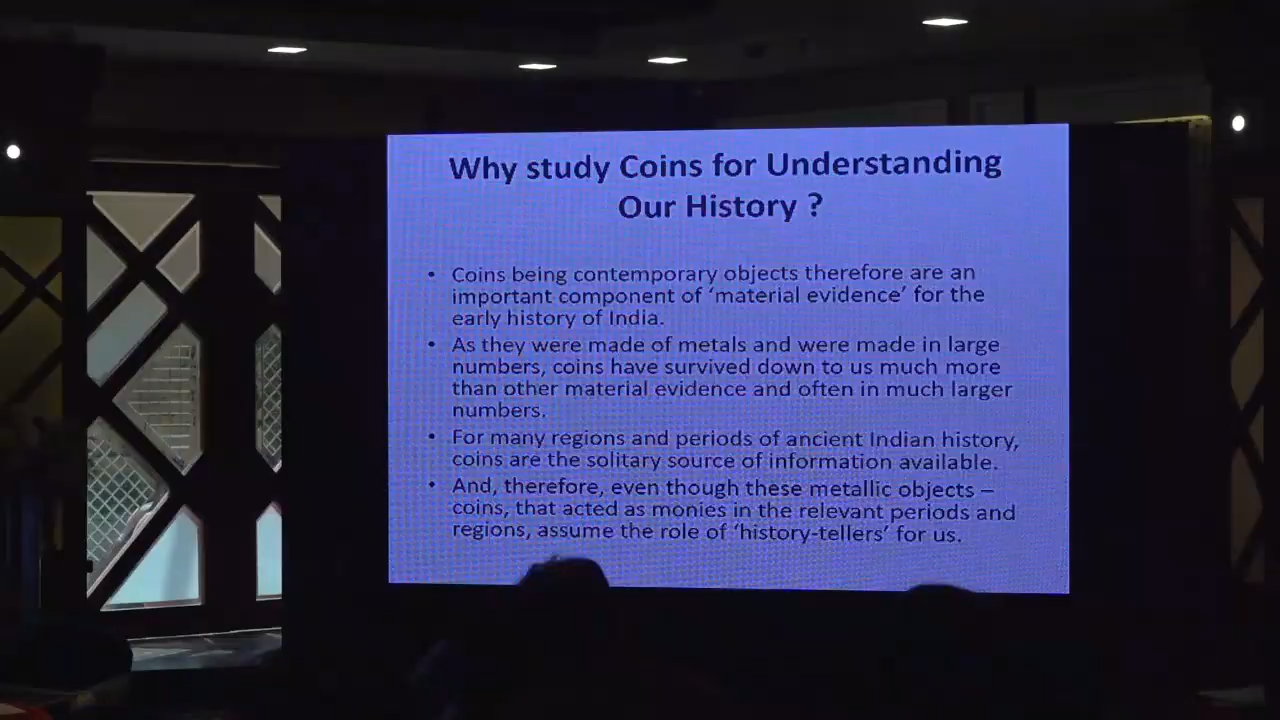 Why study Coins for Understanding
Our History ?
• Coins being contemporary objects therefore are an
important component of ‘material evidence’ for the
early history of India.
• As they were made of metals and were made in large
numbers, coins have survived down to us much more
than other material evidence and often in much larger
numbers.
• For many regions and periods of ancient Indian history,
coins are the solitary source of information available.
• And, therefore, even though these metallic objects –
coins, that acted as monies in the relevant periods and
regions, assume the role of ‘history-tellers’ for us.